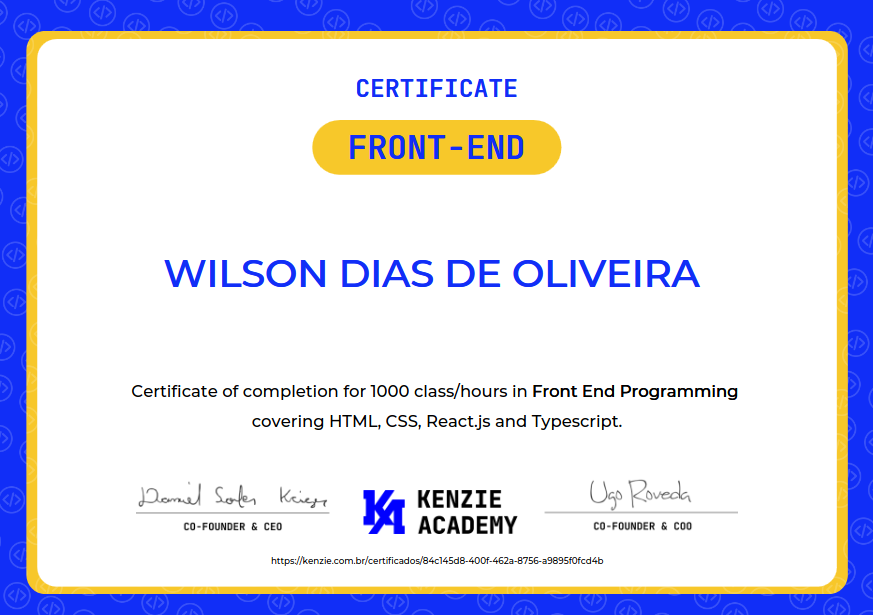 CERTIFICATE
FRONT-END
WILSON DIAS DE OLIVEIRA
Certificate of completion for 1000 class/hours in Front End Programming
covering HTML, CSS, React.js and Typescript.
Daniel Kriger
Ugo Roveda
KENZIE
ACADEMY
CO-FOUNDER & CEO
CO-FOUNDER & COO
https://kenzie.com.br/certificados/84c145d8-400f-462a-8756-a9895f0fcd4b